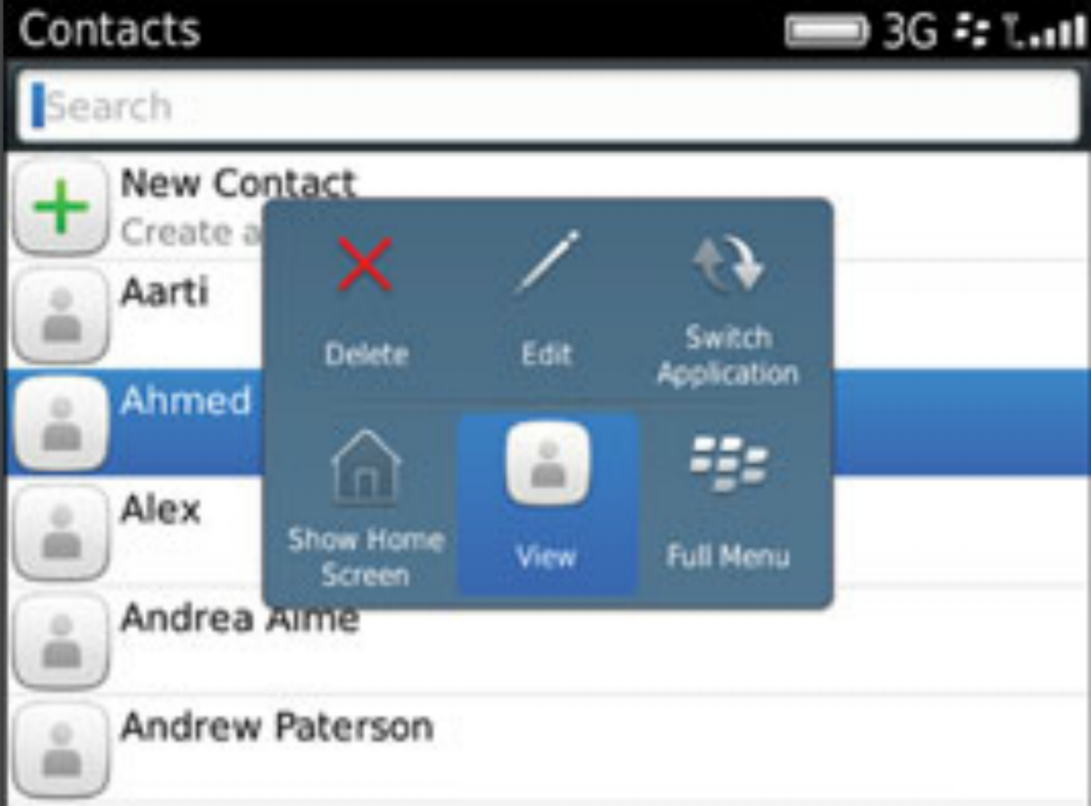 Contacts
3G
Search
New Contact
Create a
Aarti
Delete
Edit
Switch
Application
Ahmed
Alex
Show Home
Screen
View
Full Menu
Andrea Aime
Andrew Paterson